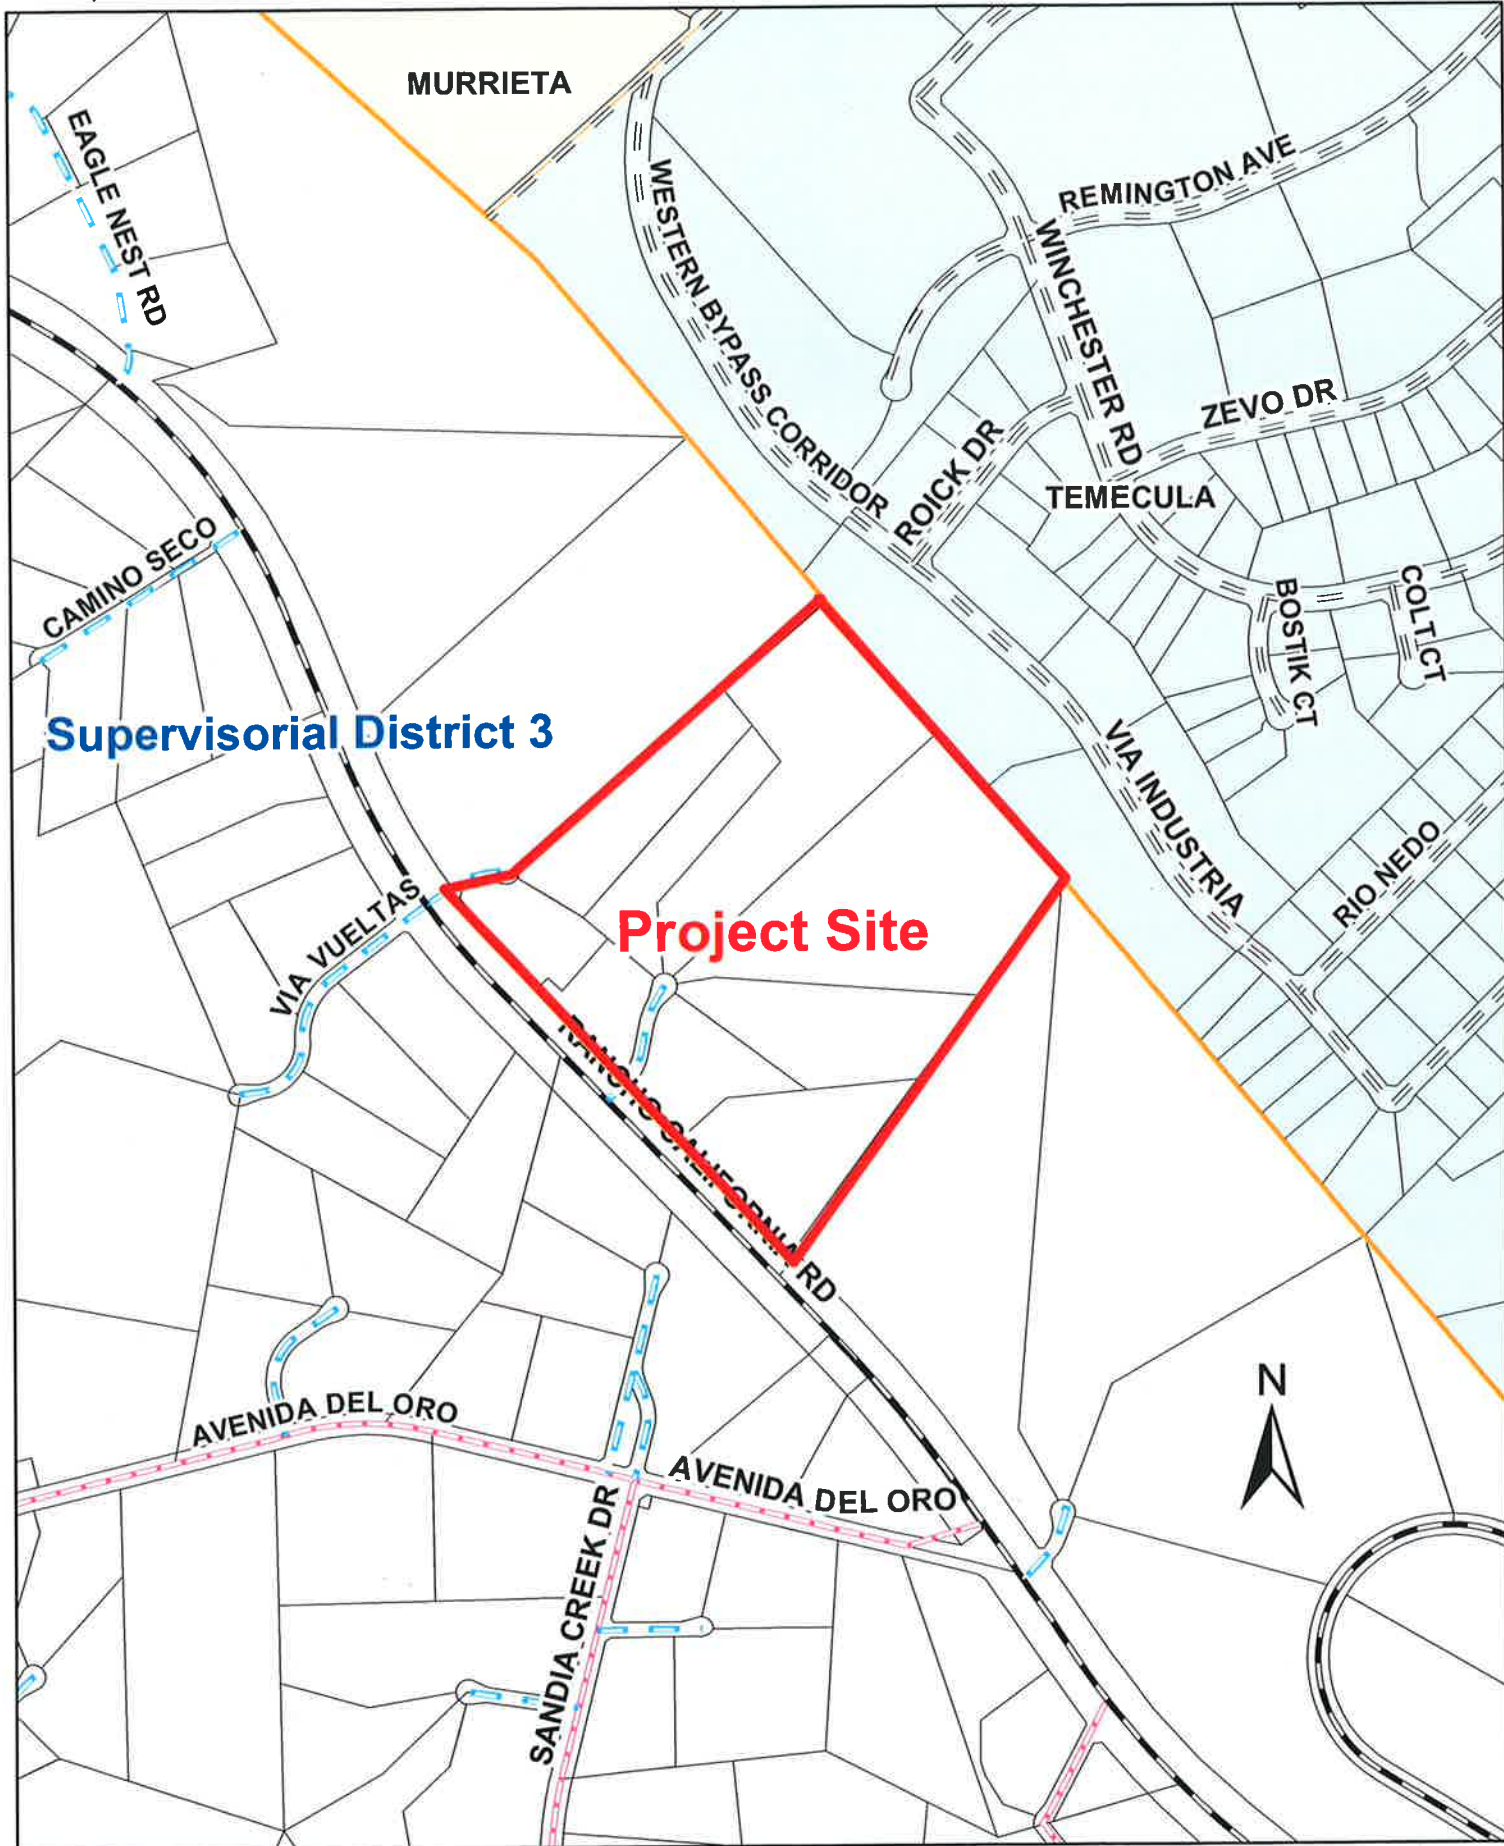 MURRIETA
EAGLE NEST RD
WESTERN BYPASS CORRIDOR
REMINGTON AVE
WINCHESTER RD
ZEVO DR
ROICK DR
TEMECULA
CAMINO SECO
BOSTIK CT
COLT CT
Supervisorial District 3
VIA INDUSTRIA
RIO NEDO
VIA VUELTAS
Project Site
RANCHO CALIFORNIA RD
N
AVENIDA DEL ORO
AVENIDA DEL ORO
SANDIA CREEK DR